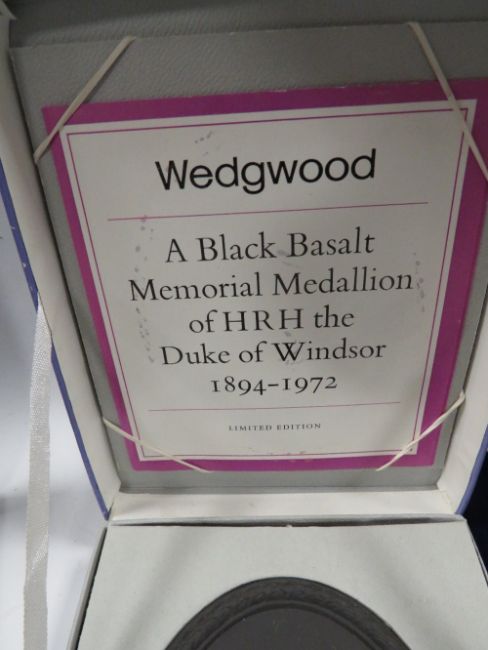 Wedgwood
A Black Basalt
Memorial Medallion
of HRH the
Duke of Windsor
1894-1972
LIMITED EDITION